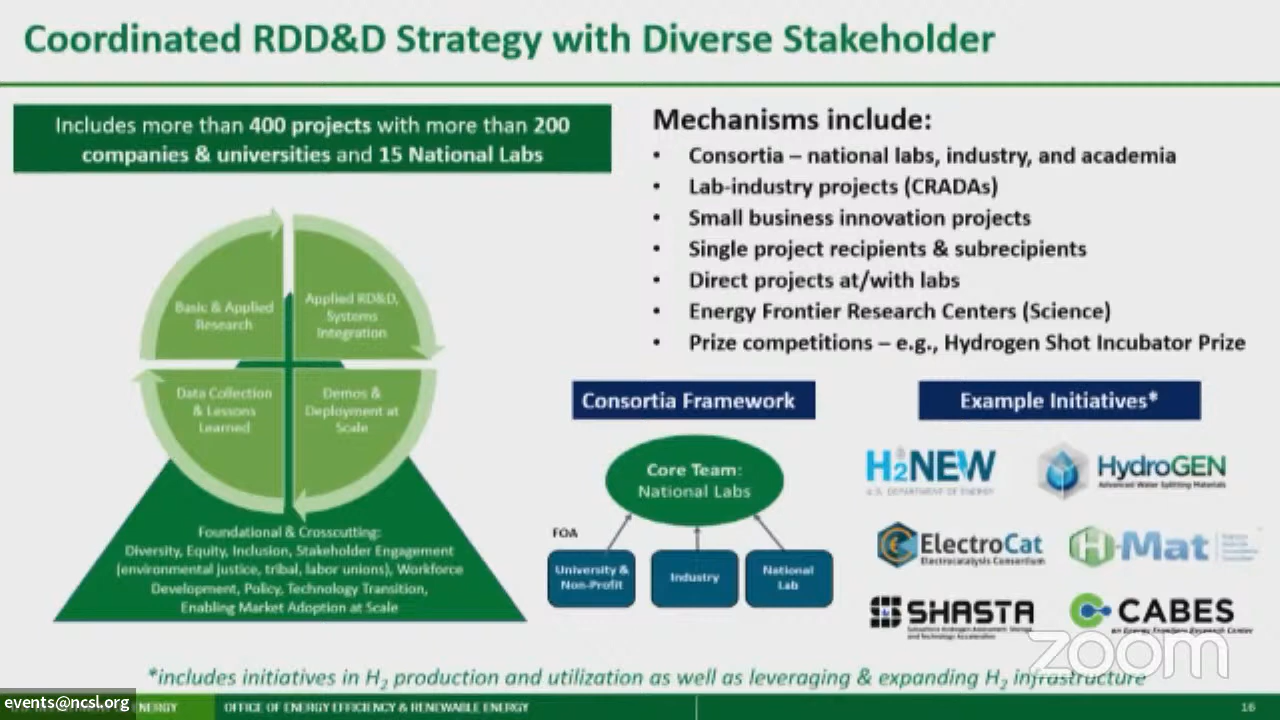 Coordinated RDD&D Strategy with Diverse Stakeholder
Includes more than 400 projects with more than 200
companies & universities and 15 National Labs
Basic & Applied
Research
Applied RD&D,
Systems
Integration
Data Collection
& Lessons
Learned
Demos &
Deployment at
Scale
Foundational & Crosscutting:
Diversity, Equity, Inclusion, Stakeholder Engagement
(environmental justice, tribal, labor unions), Workforce
Development, Policy, Technology Transition,
Enabling Market Adoption at Scale
Mechanisms include:
• Consortia – national labs, industry, and academia
• Lab-industry projects (CRADAs)
• Small business innovation projects
• Single project recipients & subrecipients
• Direct projects at/with labs
• Energy Frontier Research Centers (Science)
• Prize competitions – e.g., Hydrogen Shot Incubator Prize
Consortia Framework
Core Team:
National Labs
FOA
University &
Non-Profit
Industry
National
Lab
Example Initiatives*
H2NEW
U.S. DEPARTMENT OF ENERGY
HydroGEN
Advanced Water Splitting Materials
ElectroCat
Electrocatalysis Consortium
H-Mat
SHASTA
and Technology Acceleration
CABES
an Energy Frontier Research Center
zoom
*includes initiatives in H2 production and utilization as well as leveraging & expanding H2 infrastructure
events@ncsl.org
ENERGY
OFFICE OF ENERGY EFFICIENCY & RENEWABLE ENERGY
16